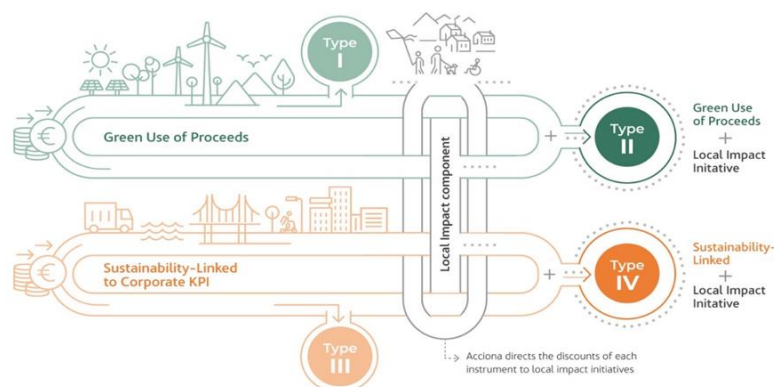 Type
I
Green Use of Proceeds
Local Impact component
+
Type
II
Green Use
of Proceeds
+
Local Impact
Initative
€
Sustainability-Linked
to Corporate KPI
€
+
Type
IV
Sustainability-
Linked
+
Local Impact
Initative
Type
III
Acciona directs the discounts of each
instrument to local impact initiatives